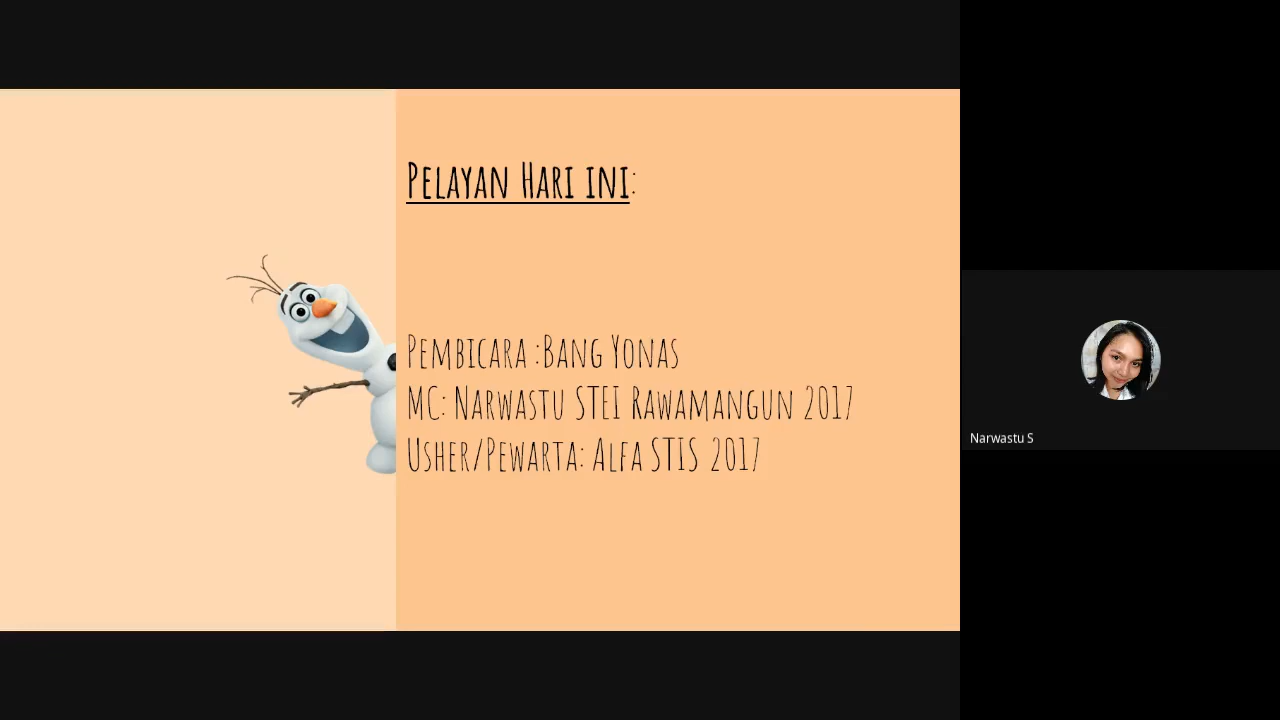 Pelayan Hari ini:
Pembicara :Bang Yonas
MC: Narwastu STEI Rawamangun 2017
Usher/Pewarta: Alfa STIS 2017
Narwastu S